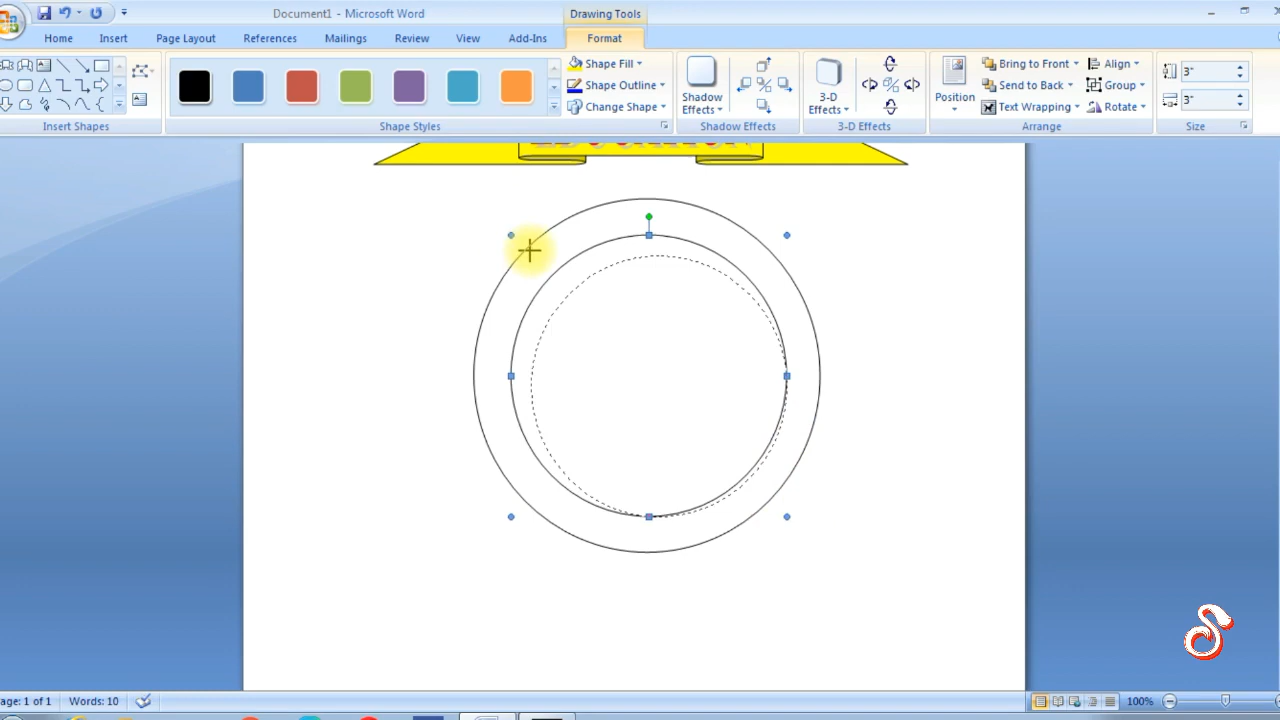 Document1 - Microsoft Word
Drawing Tools
Home Insert Page Layout References Mailings Review View Add-Ins Format
Shape Fill
Shape Outline
Change Shape
Shadow
Effects
3-D
Effects
Position
Bring to Front
Send to Back
Text Wrapping
Align
Group
Rotate
3"
3"
Insert Shapes Shape Styles Shadow Effects 3-D Effects Arrange Size
age: 1 of 1 Words: 10 100%